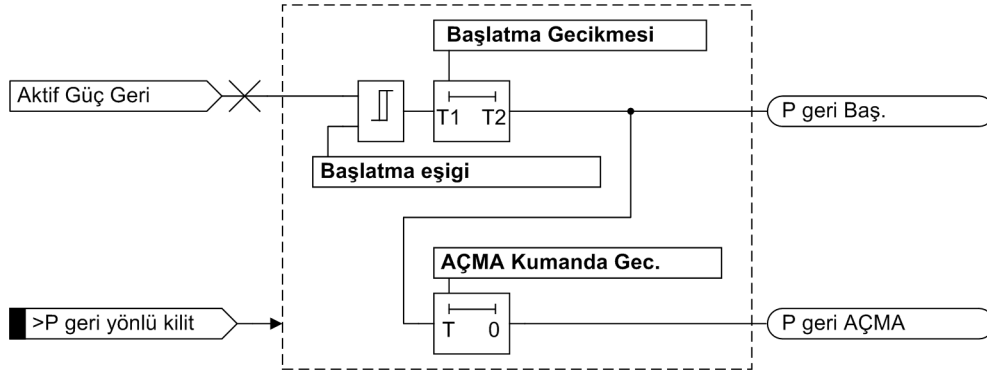 Başlatma Gecikmesi
Aktif Güç Geri
T1 T2
P geri Baş.
Başlatma eşigi
AÇMA Kumanda Gec.
>P geri yönlü kilit
T 0
P geri AÇMA